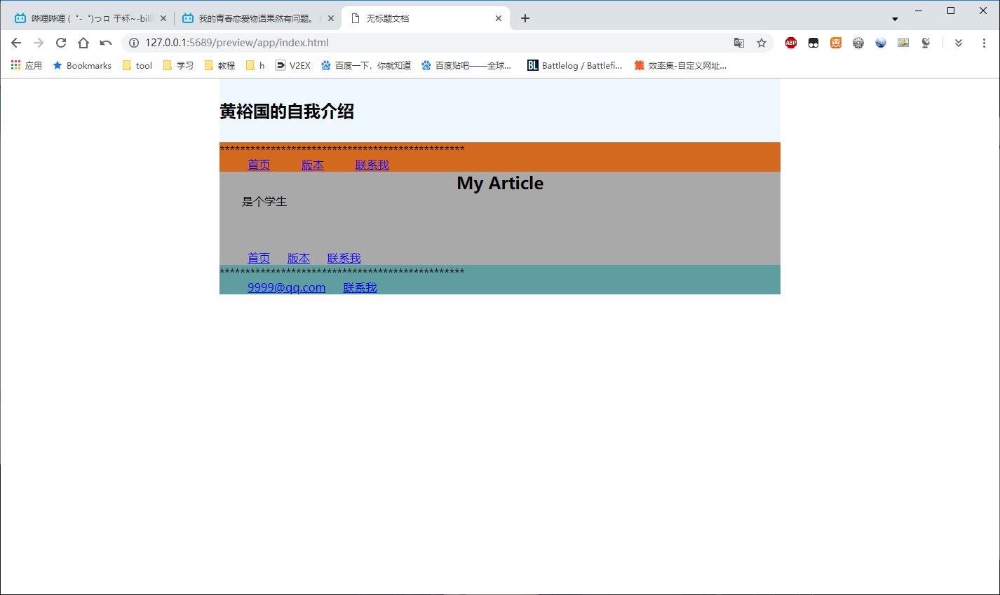 哔哩哔哩 (゜-゜)つロ 干杯~-bili
我的青春恋爱物语果然有问题。
无标题文档
127.0.0.1:5689/preview/app/index.html
ABP
惠
应用 Bookmarks tool 学习 教程 h V2EX 百度一下，你就知道 百度贴吧——全球... BL Battlelog / Battlefi... 集 效率集-自定义网址...
黄裕国的自我介绍
************************************************
首页 版本 联系我
My Article
是个学生
首页 版本 联系我
************************************************
9999@qq.com 联系我